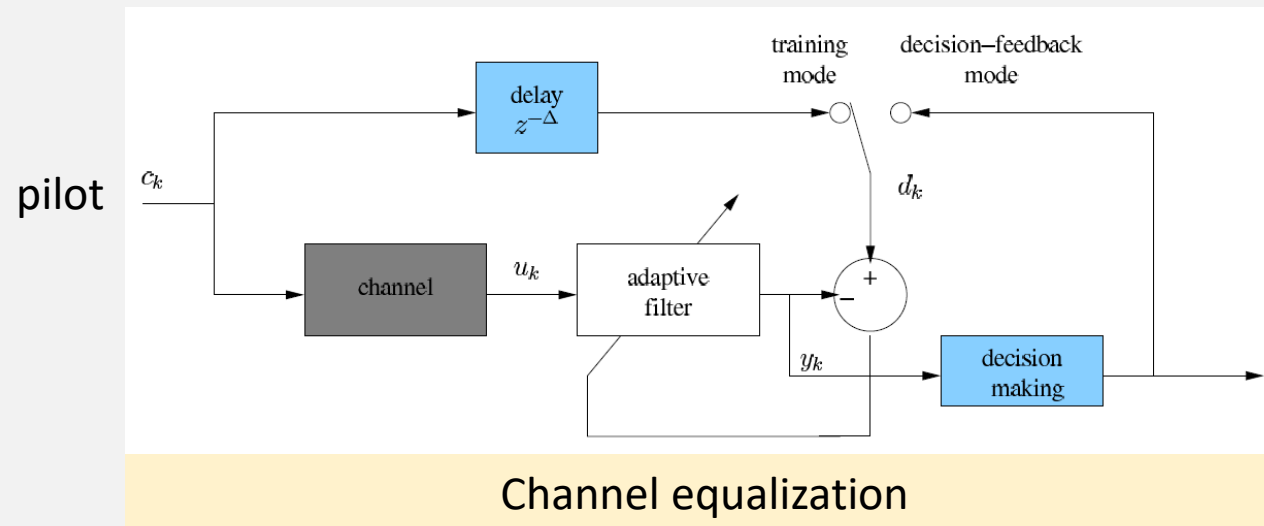 training
mode
decision–feedback
mode
delay
z^{−Δ}
pilot
c_k
d_k
channel
u_k
adaptive
filter
+
−
y_k
decision
making
Channel equalization